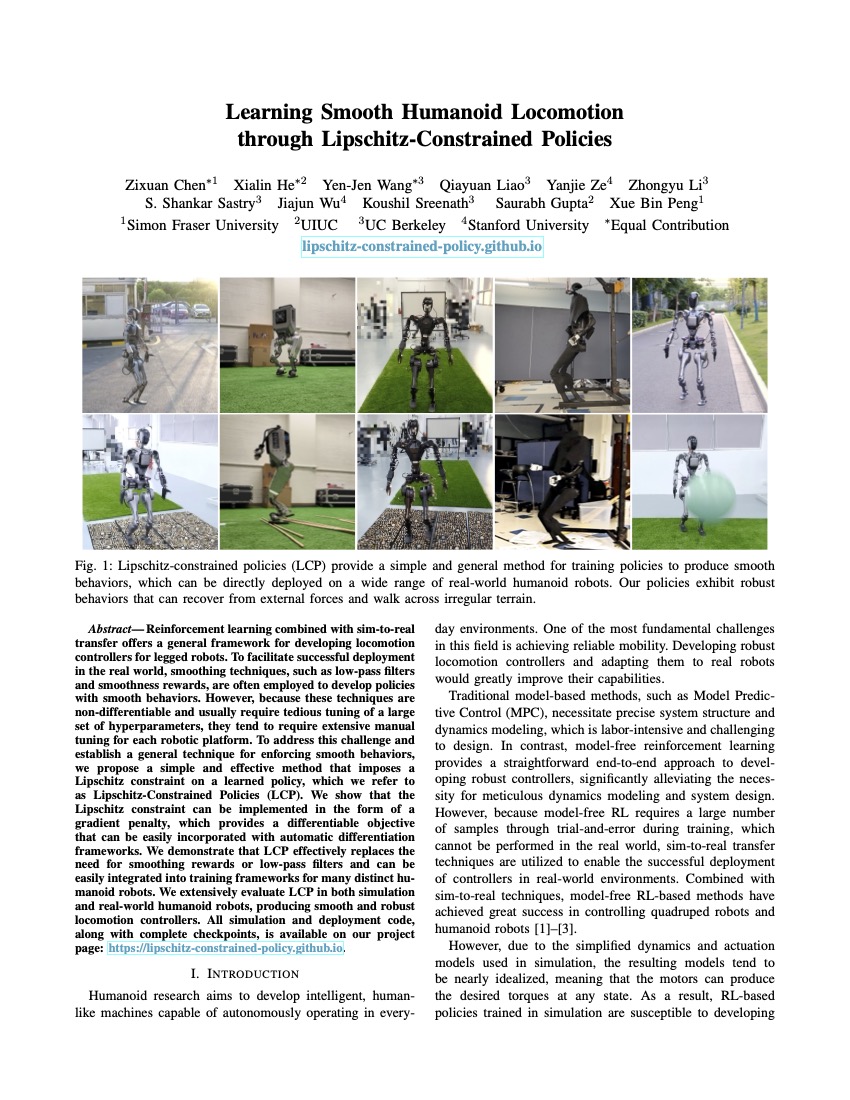 Learning Smooth Humanoid Locomotion
through Lipschitz-Constrained Policies
Zixuan Chen*1 Xialin He*2 Yen-Jen Wang*3 Qiayuan Liao3 Yanjie Ze4 Zhongyu Li3
S. Shankar Sastry3 Jiajun Wu4 Koushil Sreenath3 Saurabh Gupta2 Xue Bin Peng1
1Simon Fraser University 2UIUC 3UC Berkeley 4Stanford University *Equal Contribution
lipschitz-constrained-policy.github.io
Fig. 1: Lipschitz-constrained policies (LCP) provide a simple and general method for training policies to produce smooth
behaviors, which can be directly deployed on a wide range of real-world humanoid robots. Our policies exhibit robust
behaviors that can recover from external forces and walk across irregular terrain.
Abstract—Reinforcement learning combined with sim-to-real
transfer offers a general framework for developing locomotion
controllers for legged robots. To facilitate successful deployment
in the real world, smoothing techniques, such as low-pass filters
and smoothness rewards, are often employed to develop policies
with smooth behaviors. However, because these techniques are
non-differentiable and usually require tedious tuning of a large
set of hyperparameters, they tend to require extensive manual
tuning for each robotic platform. To address this challenge and
establish a general technique for enforcing smooth behaviors,
we propose a simple and effective method that imposes a
Lipschitz constraint on a learned policy, which we refer to
as Lipschitz-Constrained Policies (LCP). We show that the
Lipschitz constraint can be implemented in the form of a
gradient penalty, which provides a differentiable objective
that can be easily incorporated with automatic differentiation
frameworks. We demonstrate that LCP effectively replaces the
need for smoothing rewards or low-pass filters and can be
easily integrated into training frameworks for many distinct hu-
manoid robots. We extensively evaluate LCP in both simulation
and real-world humanoid robots, producing smooth and robust
locomotion controllers. All simulation and deployment code,
along with complete checkpoints, is available on our project
page: https://lipschitz-constrained-policy.github.io.
I. INTRODUCTION
Humanoid research aims to develop intelligent, human-
like machines capable of autonomously operating in every-
day environments. One of the most fundamental challenges
in this field is achieving reliable mobility. Developing robust
locomotion controllers and adapting them to real robots
would greatly improve their capabilities.
Traditional model-based methods, such as Model Predic-
tive Control (MPC), necessitate precise system structure and
dynamics modeling, which is labor-intensive and challenging
to design. In contrast, model-free reinforcement learning
provides a straightforward end-to-end approach to devel-
oping robust controllers, significantly alleviating the neces-
sity for meticulous dynamics modeling and system design.
However, because model-free RL requires a large number
of samples through trial-and-error during training, which
cannot be performed in the real world, sim-to-real transfer
techniques are utilized to enable the successful deployment
of controllers in real-world environments. Combined with
sim-to-real techniques, model-free RL-based methods have
achieved great success in controlling quadruped robots and
humanoid robots [1]–[3].
However, due to the simplified dynamics and actuation
models used in simulation, the resulting models tend to
be nearly idealized, meaning that the motors can produce
the desired torques at any state. As a result, RL-based
policies trained in simulation are susceptible to developing